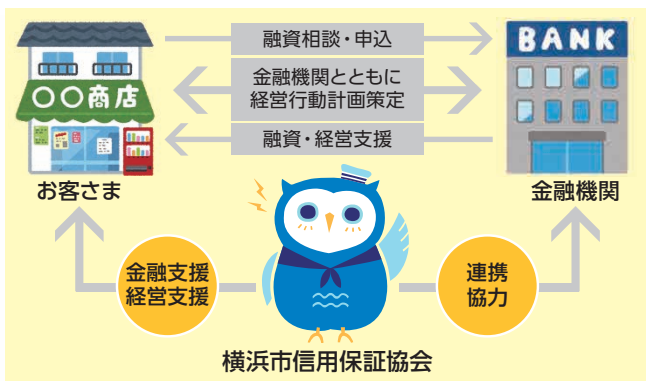 融資相談・申込
BANK
金融機関とともに
経営行動計画策定
〇〇商店
融資・経営支援
お客さま
金融機関
金融支援
経営支援
連携
協力
横浜市信用保証協会